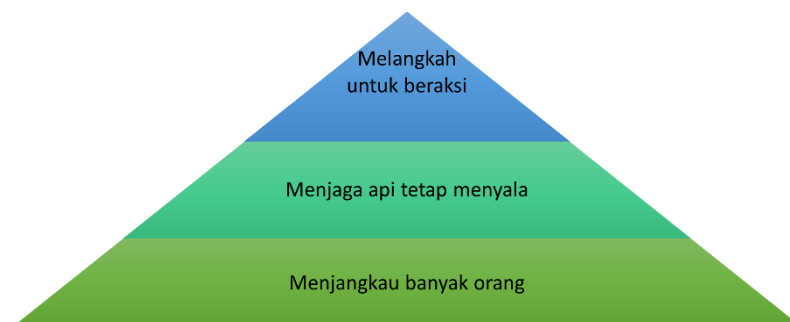 Melangkah
untuk beraksi
Menjaga api tetap menyala
Menjangkau banyak orang